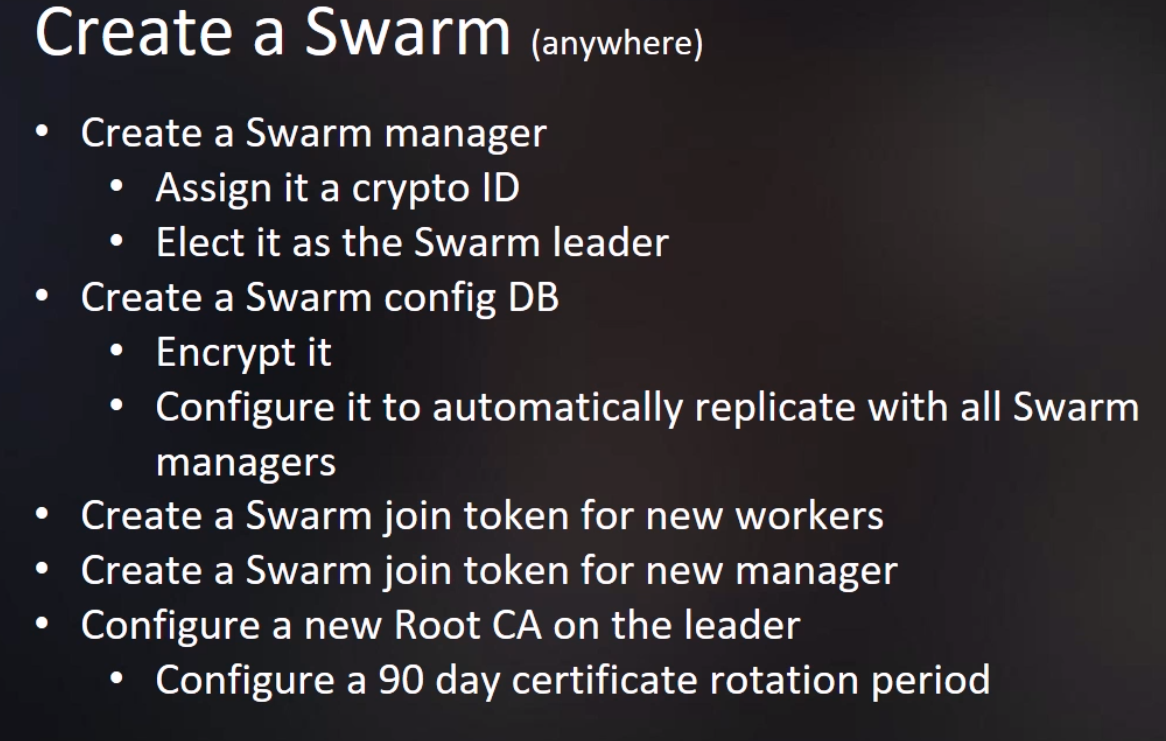 Create a Swarm (anywhere)
• Create a Swarm manager
• Assign it a crypto ID
• Elect it as the Swarm leader
• Create a Swarm config DB
• Encrypt it
• Configure it to automatically replicate with all Swarm
managers
• Create a Swarm join token for new workers
• Create a Swarm join token for new manager
• Configure a new Root CA on the leader
• Configure a 90 day certificate rotation period